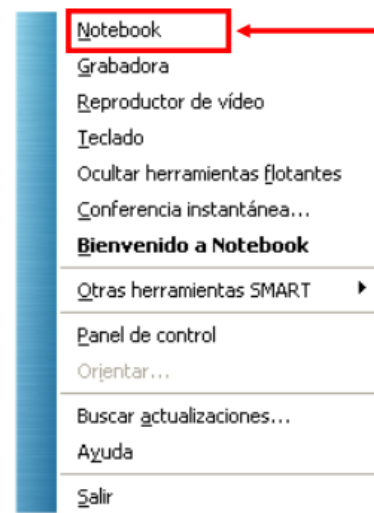 Notebook
Grabadora
Reproductor de vídeo
Teclado
Ocultar herramientas flotantes
Conferencia instantánea...
Bienvenido a Notebook
Otras herramientas SMART
Panel de control
Orientar...
Buscar actualizaciones...
Ayuda
Salir